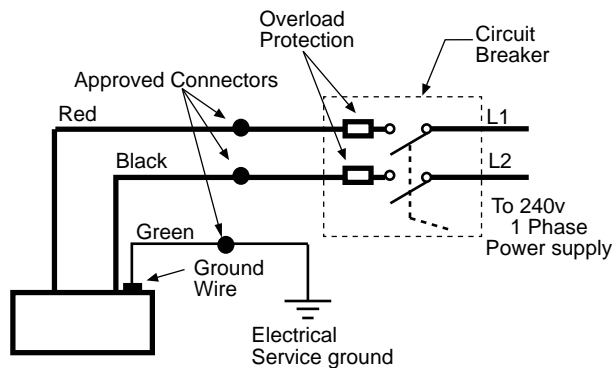 Overload
Protection
Circuit
Breaker
Approved Connectors
Red
L1
Black
L2
To 240v
1 Phase
Power supply
Green
Ground
Wire
Electrical
Service ground